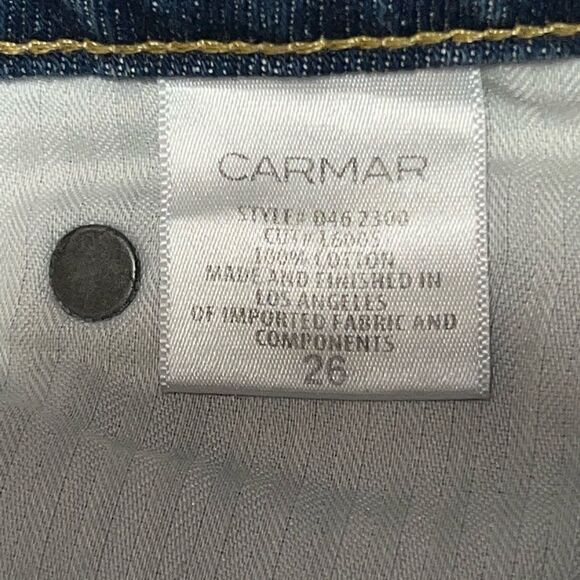 CARMAR
STYLE# 046 2300
CUT# 16005
100% COTTON
MADE AND FINISHED IN
LOS ANGELES
OF IMPORTED FABRIC AND
COMPONENTS
26